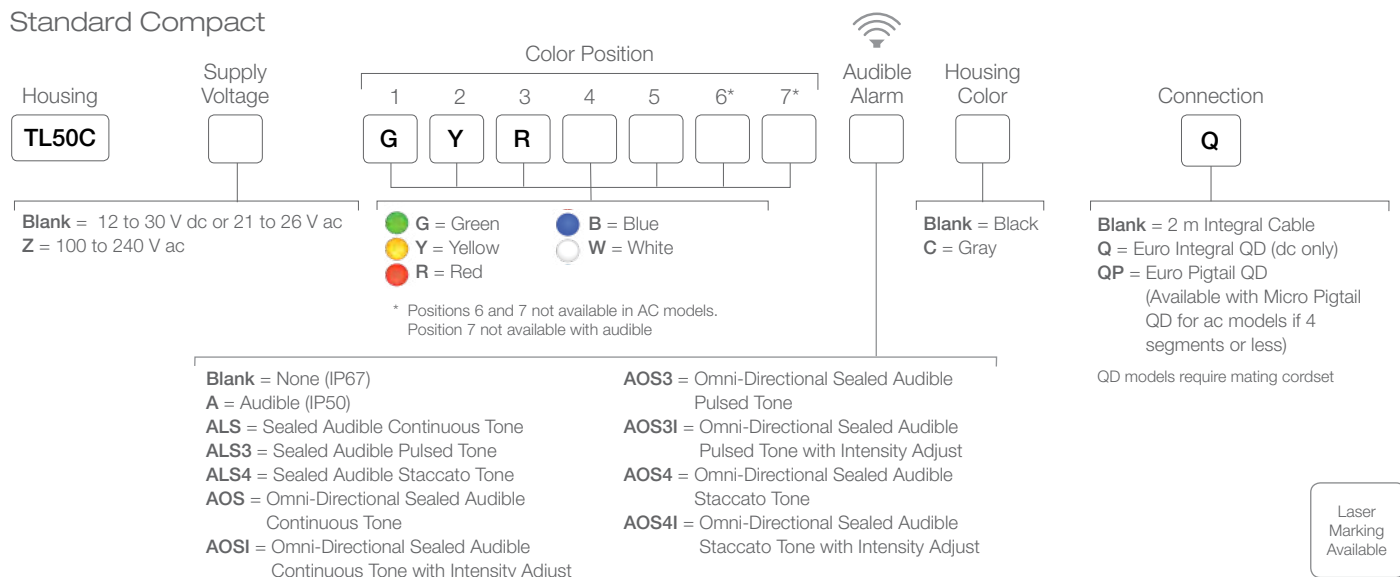 Standard Compact
Color Position
Housing
Supply
Voltage
1 2 3 4 5 6* 7*
Audible
Alarm
Housing
Color
Connection
TL50C
G Y R
Q
Blank = 12 to 30 V dc or 21 to 26 V ac
Z = 100 to 240 V ac
G = Green
Y = Yellow
R = Red
B = Blue
W = White
* Positions 6 and 7 not available in AC models.
Position 7 not available with audible
Blank = Black
C = Gray
Blank = 2 m Integral Cable
Q = Euro Integral QD (dc only)
QP = Euro Pigtail QD
(Available with Micro Pigtail
QD for ac models if 4
segments or less)
QD models require mating cordset
Blank = None (IP67)
A = Audible (IP50)
ALS = Sealed Audible Continuous Tone
ALS3 = Sealed Audible Pulsed Tone
ALS4 = Sealed Audible Staccato Tone
AOS = Omni-Directional Sealed Audible
Continuous Tone
AOSI = Omni-Directional Sealed Audible
Continuous Tone with Intensity Adjust
AOS3 = Omni-Directional Sealed Audible
Pulsed Tone
AOS3I = Omni-Directional Sealed Audible
Pulsed Tone with Intensity Adjust
AOS4 = Omni-Directional Sealed Audible
Staccato Tone
AOS4I = Omni-Directional Sealed Audible
Staccato Tone with Intensity Adjust
Laser
Marking
Available